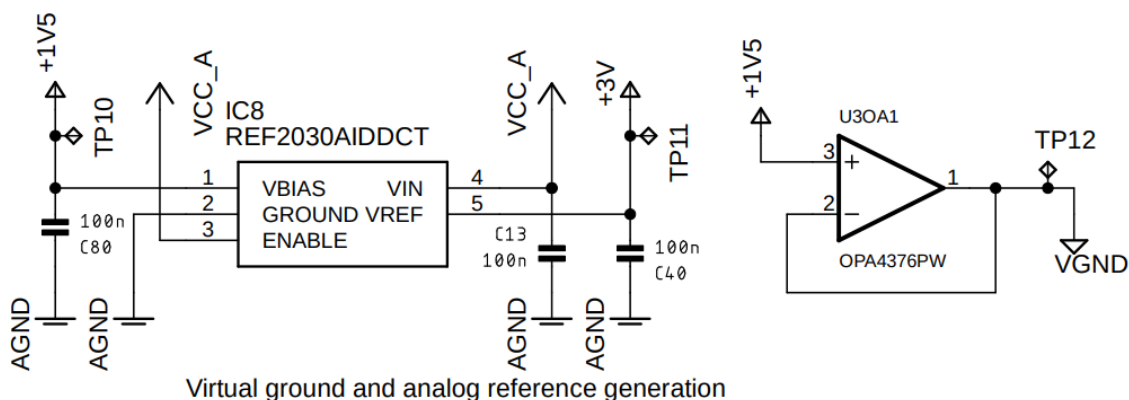 +1V5
TP10
VCC_A
IC8
REF2030AIDDCT
1
VBIAS
2
GROUND
3
ENABLE
VIN
4
VREF
5
100n
C80
AGND
AGND
VCC_A
+3V
TP11
C13
100n
100n
C40
AGND
AGND
+1V5
U3OA1
3
+
2
−
1
OPA4376PW
TP12
VGND
Virtual ground and analog reference generation